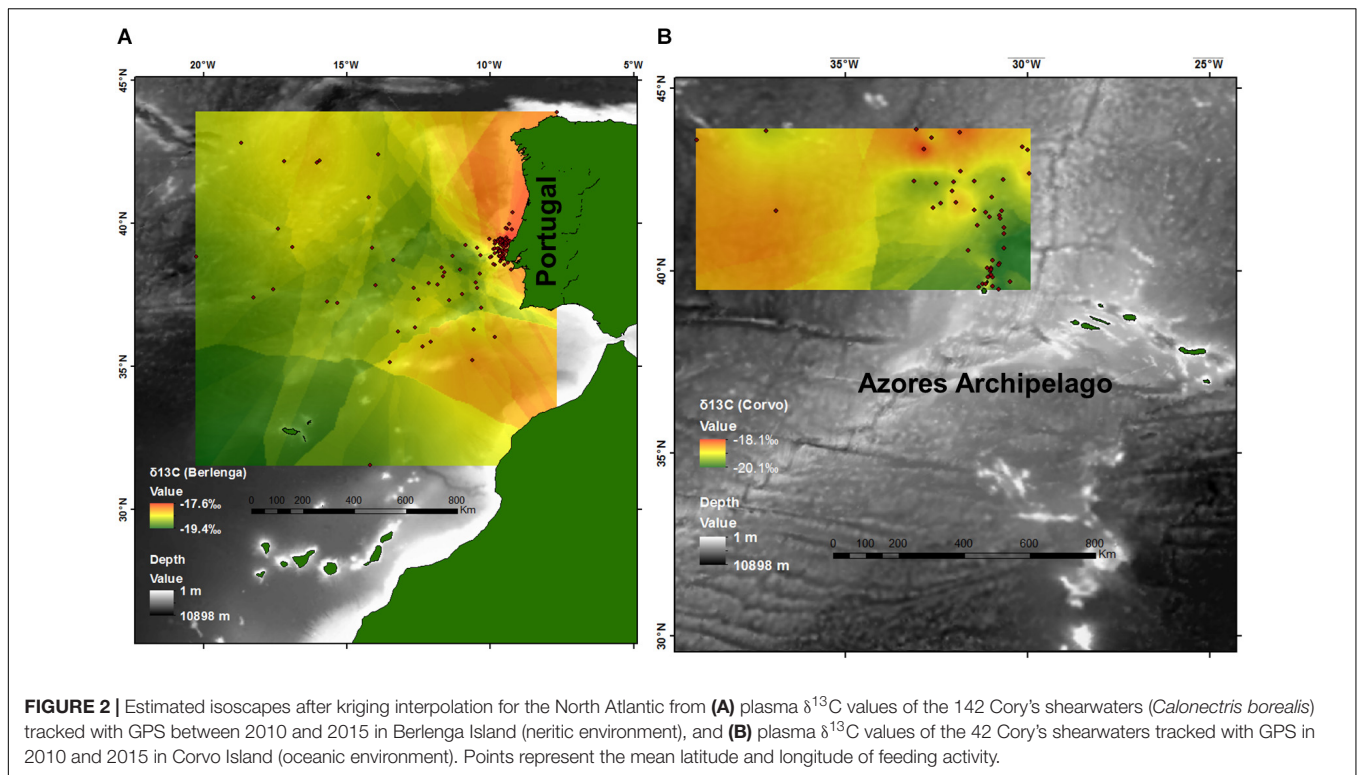 A
20°W 15°W 10°W 5°W
45°N
40°N
35°N
30°N
Portugal
δ13C (Berlenga)
Value
-17.6‰
-19.4‰
Depth
Value
1 m
10898 m
0 100 200 400 600 800
Km
B
35°W 30°W 25°W
45°N
40°N
35°N
30°N
Azores Archipelago
δ13C (Corvo)
Value
-18.1‰
-20.1‰
Depth
Value
1 m
10898 m
0 100 200 400 600 800
Km
FIGURE 2 | Estimated isoscapes after kriging interpolation for the North Atlantic from (A) plasma δ13C values of the 142 Cory's shearwaters (Calonectris borealis)
tracked with GPS between 2010 and 2015 in Berlenga Island (neritic environment), and (B) plasma δ13C values of the 42 Cory's shearwaters tracked with GPS in
2010 and 2015 in Corvo Island (oceanic environment). Points represent the mean latitude and longitude of feeding activity.